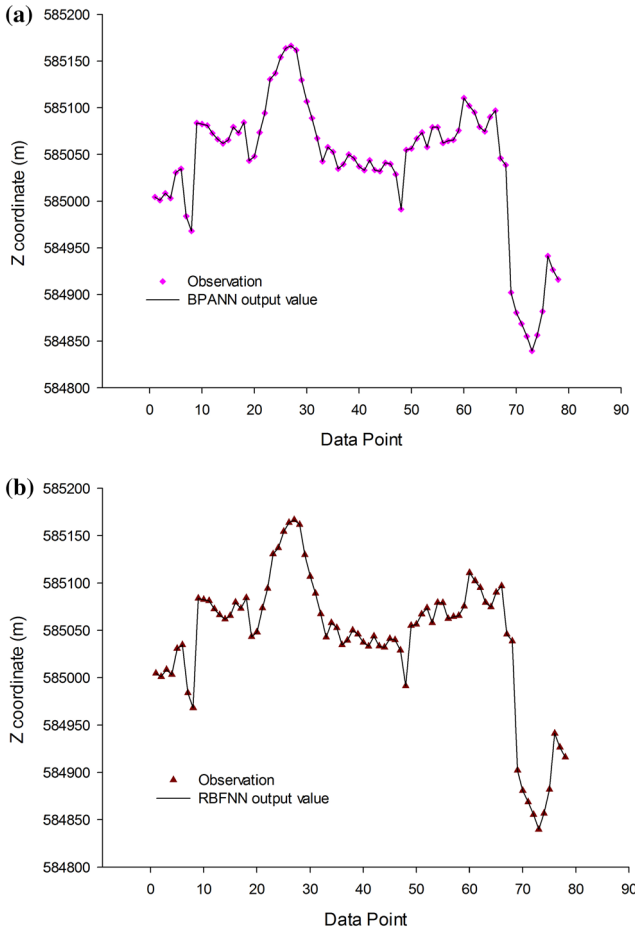 (a)
585200
585150
585100
585050
585000
584950
584900
584850
584800
Z coordinate (m)
Observation
BPANN output value
0 10 20 30 40 50 60 70 80 90
Data Point
(b)
585200
585150
585100
585050
585000
584950
584900
584850
584800
Z coordinate (m)
Observation
RBFNN output value
0 10 20 30 40 50 60 70 80 90
Data Point